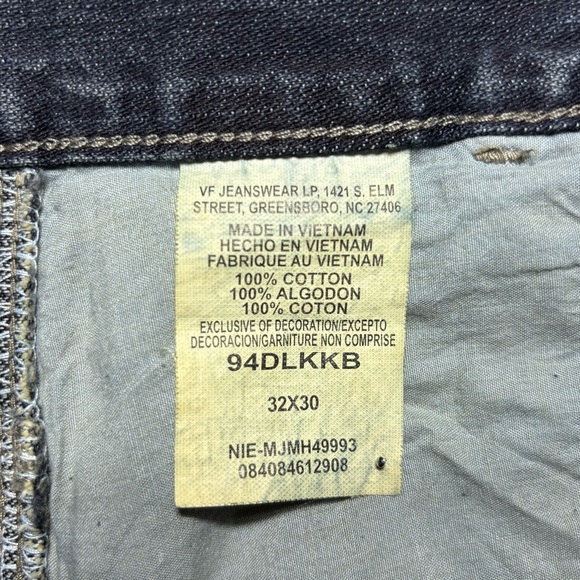 VF JEANSWEAR LP, 1421 S. ELM
STREET, GREENSBORO, NC 27406
MADE IN VIETNAM
HECHO EN VIETNAM
FABRIQUE AU VIETNAM
100% COTTON
100% ALGODON
100% COTON
EXCLUSIVE OF DECORATION/EXCEPTO
DECORACION/GARNITURE NON COMPRISE
94DLKKB
32X30
NIE-MJMH49993
084084612908